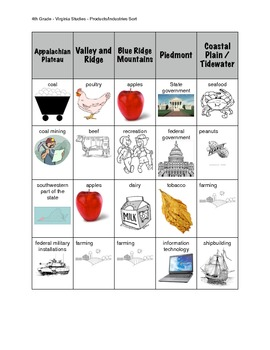 4th Grade - Virginia Studies - Products/Industries Sort
Appalachian
Plateau
Valley and
Ridge
Blue Ridge
Mountains
Piedmont
Coastal
Plain /
Tidewater
coal
poultry
apples
State
government
seafood
coal mining
beef
recreation
federal
government
peanuts
southwestern
part of the
state
apples
dairy
tobacco
farming
federal military
installations
farming
farming
information
technology
shipbuilding